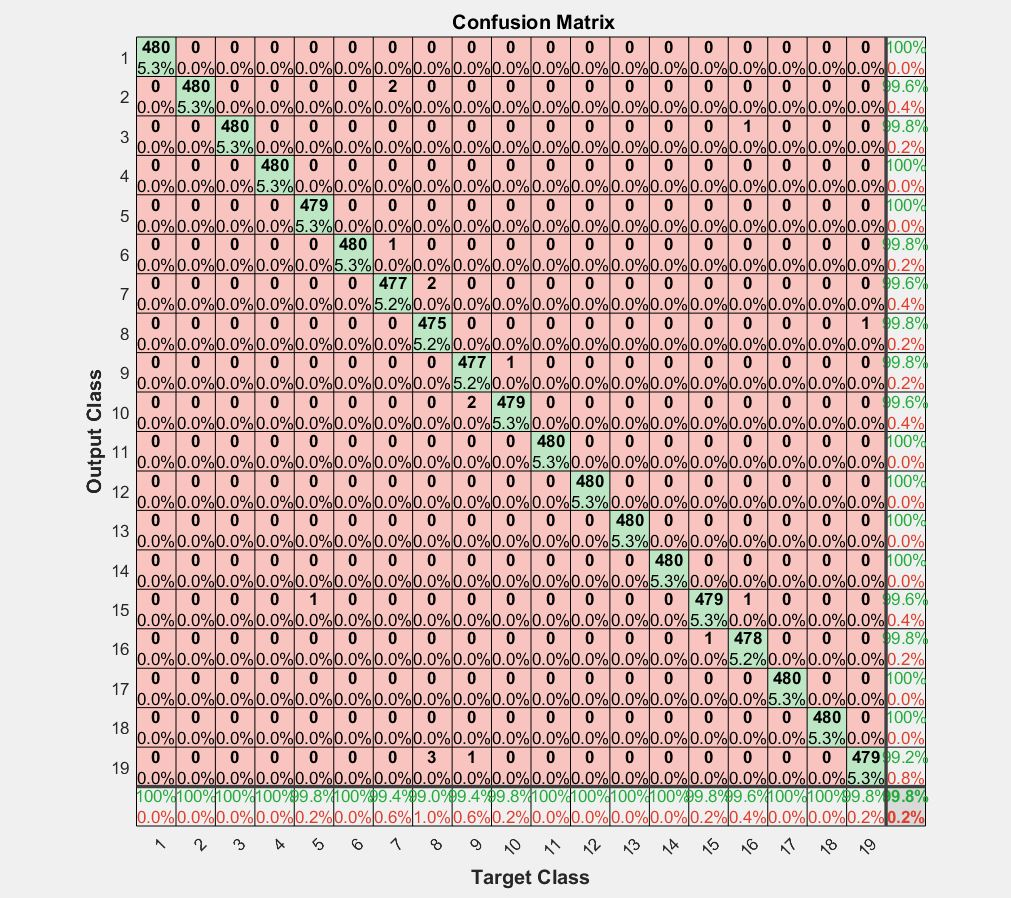 Confusion Matrix
1 480 0 0 0 0 0 0 0 0 0 0 0 0 0 0 0 0 0 0 100%
5.3% 0.0% 0.0% 0.0% 0.0% 0.0% 0.0% 0.0% 0.0% 0.0% 0.0% 0.0% 0.0% 0.0% 0.0% 0.0% 0.0% 0.0% 0.0% 0.0%
2 0 480 0 0 0 0 2 0 0 0 0 0 0 0 0 0 0 0 0 99.6%
0.0% 5.3% 0.0% 0.0% 0.0% 0.0% 0.0% 0.0% 0.0% 0.0% 0.0% 0.0% 0.0% 0.0% 0.0% 0.0% 0.0% 0.0% 0.0% 0.4%
3 0 0 480 0 0 0 0 0 0 0 0 0 0 0 0 1 0 0 0 99.8%
0.0% 0.0% 5.3% 0.0% 0.0% 0.0% 0.0% 0.0% 0.0% 0.0% 0.0% 0.0% 0.0% 0.0% 0.0% 0.0% 0.0% 0.0% 0.0% 0.2%
4 0 0 0 480 0 0 0 0 0 0 0 0 0 0 0 0 0 0 0 100%
0.0% 0.0% 0.0% 5.3% 0.0% 0.0% 0.0% 0.0% 0.0% 0.0% 0.0% 0.0% 0.0% 0.0% 0.0% 0.0% 0.0% 0.0% 0.0% 0.0%
5 0 0 0 0 479 0 0 0 0 0 0 0 0 0 0 0 0 0 0 100%
0.0% 0.0% 0.0% 0.0% 5.3% 0.0% 0.0% 0.0% 0.0% 0.0% 0.0% 0.0% 0.0% 0.0% 0.0% 0.0% 0.0% 0.0% 0.0% 0.0%
6 0 0 0 0 0 480 1 0 0 0 0 0 0 0 0 0 0 0 0 99.8%
0.0% 0.0% 0.0% 0.0% 0.0% 5.3% 0.0% 0.0% 0.0% 0.0% 0.0% 0.0% 0.0% 0.0% 0.0% 0.0% 0.0% 0.0% 0.0% 0.2%
7 0 0 0 0 0 0 477 2 0 0 0 0 0 0 0 0 0 0 0 99.6%
0.0% 0.0% 0.0% 0.0% 0.0% 0.0% 5.2% 0.0% 0.0% 0.0% 0.0% 0.0% 0.0% 0.0% 0.0% 0.0% 0.0% 0.0% 0.0% 0.4%
8 0 0 0 0 0 0 0 475 0 0 0 0 0 0 0 0 0 0 1 99.8%
0.0% 0.0% 0.0% 0.0% 0.0% 0.0% 0.0% 5.2% 0.0% 0.0% 0.0% 0.0% 0.0% 0.0% 0.0% 0.0% 0.0% 0.0% 0.0% 0.2%
9 0 0 0 0 0 0 0 0 477 1 0 0 0 0 0 0 0 0 0 99.8%
0.0% 0.0% 0.0% 0.0% 0.0% 0.0% 0.0% 0.0% 5.2% 0.0% 0.0% 0.0% 0.0% 0.0% 0.0% 0.0% 0.0% 0.0% 0.0% 0.2%
10 0 0 0 0 0 0 0 0 2 479 0 0 0 0 0 0 0 0 0 99.6%
0.0% 0.0% 0.0% 0.0% 0.0% 0.0% 0.0% 0.0% 0.0% 5.3% 0.0% 0.0% 0.0% 0.0% 0.0% 0.0% 0.0% 0.0% 0.0% 0.4%
11 0 0 0 0 0 0 0 0 0 0 480 0 0 0 0 0 0 0 0 100%
0.0% 0.0% 0.0% 0.0% 0.0% 0.0% 0.0% 0.0% 0.0% 0.0% 5.3% 0.0% 0.0% 0.0% 0.0% 0.0% 0.0% 0.0% 0.0% 0.0%
12 0 0 0 0 0 0 0 0 0 0 0 480 0 0 0 0 0 0 0 100%
0.0% 0.0% 0.0% 0.0% 0.0% 0.0% 0.0% 0.0% 0.0% 0.0% 0.0% 5.3% 0.0% 0.0% 0.0% 0.0% 0.0% 0.0% 0.0% 0.0%
13 0 0 0 0 0 0 0 0 0 0 0 0 480 0 0 0 0 0 0 100%
0.0% 0.0% 0.0% 0.0% 0.0% 0.0% 0.0% 0.0% 0.0% 0.0% 0.0% 0.0% 5.3% 0.0% 0.0% 0.0% 0.0% 0.0% 0.0% 0.0%
14 0 0 0 0 0 0 0 0 0 0 0 0 0 480 0 0 0 0 0 100%
0.0% 0.0% 0.0% 0.0% 0.0% 0.0% 0.0% 0.0% 0.0% 0.0% 0.0% 0.0% 0.0% 5.3% 0.0% 0.0% 0.0% 0.0% 0.0% 0.0%
15 0 0 0 0 1 0 0 0 0 0 0 0 0 0 479 1 0 0 0 99.6%
0.0% 0.0% 0.0% 0.0% 0.0% 0.0% 0.0% 0.0% 0.0% 0.0% 0.0% 0.0% 0.0% 0.0% 5.3% 0.0% 0.0% 0.0% 0.0% 0.4%
16 0 0 0 0 0 0 0 0 0 0 0 0 0 0 1 478 0 0 0 99.8%
0.0% 0.0% 0.0% 0.0% 0.0% 0.0% 0.0% 0.0% 0.0% 0.0% 0.0% 0.0% 0.0% 0.0% 0.0% 5.2% 0.0% 0.0% 0.0% 0.2%
17 0 0 0 0 0 0 0 0 0 0 0 0 0 0 0 0 480 0 0 100%
0.0% 0.0% 0.0% 0.0% 0.0% 0.0% 0.0% 0.0% 0.0% 0.0% 0.0% 0.0% 0.0% 0.0% 0.0% 0.0% 5.3% 0.0% 0.0% 0.0%
18 0 0 0 0 0 0 0 0 0 0 0 0 0 0 0 0 0 480 0 100%
0.0% 0.0% 0.0% 0.0% 0.0% 0.0% 0.0% 0.0% 0.0% 0.0% 0.0% 0.0% 0.0% 0.0% 0.0% 0.0% 0.0% 5.3% 0.0% 0.0%
19 0 0 0 0 0 0 0 3 1 0 0 0 0 0 0 0 0 0 479 99.2%
0.0% 0.0% 0.0% 0.0% 0.0% 0.0% 0.0% 0.0% 0.0% 0.0% 0.0% 0.0% 0.0% 0.0% 0.0% 0.0% 0.0% 0.0% 5.3% 0.8%
100% 100% 100% 100% 99.8% 100% 99.4% 99.0% 99.4% 99.8% 100% 100% 100% 100% 99.8% 99.6% 100% 100% 99.8% 99.8%
0.0% 0.0% 0.0% 0.0% 0.2% 0.0% 0.6% 1.0% 0.6% 0.2% 0.0% 0.0% 0.0% 0.0% 0.2% 0.4% 0.0% 0.0% 0.2% 0.2%
1 2 3 4 5 6 7 8 9 10 11 12 13 14 15 16 17 18 19
Target Class
Output Class